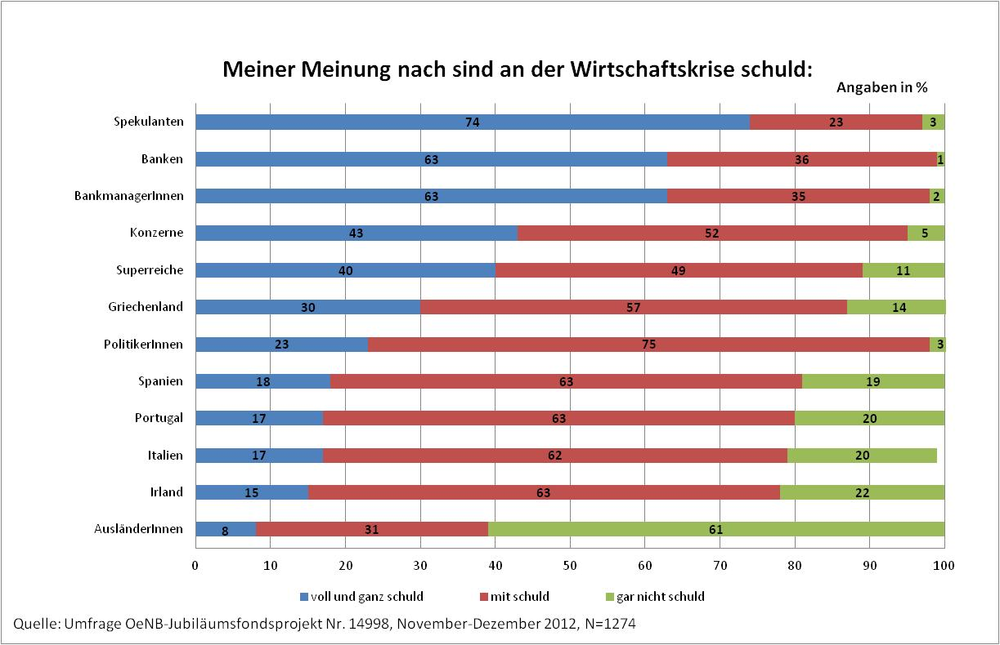 Meiner Meinung nach sind an der Wirtschaftskrise schuld:
Angaben in %
Spekulanten 74 23 3
Banken 63 36 1
BankmanagerInnen 63 35 2
Konzerne 43 52 5
Superreiche 40 49 11
Griechenland 30 57 14
PolitikerInnen 23 75 3
Spanien 18 63 19
Portugal 17 63 20
Italien 17 62 20
Irland 15 63 22
AusländerInnen 8 31 61
0 10 20 30 40 50 60 70 80 90 100
voll und ganz schuld mit schuld gar nicht schuld
Quelle: Umfrage OeNB-Jubiläumsfondsprojekt Nr. 14998, November-Dezember 2012, N=1274